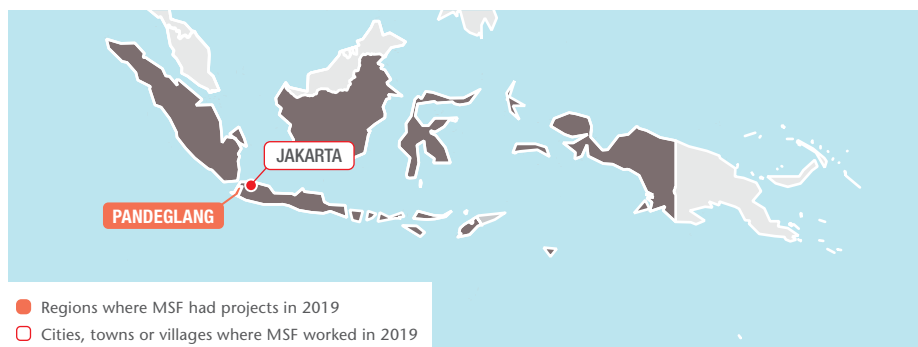 JAKARTA
PANDEGLANG
Regions where MSF had projects in 2019
Cities, towns or villages where MSF worked in 2019